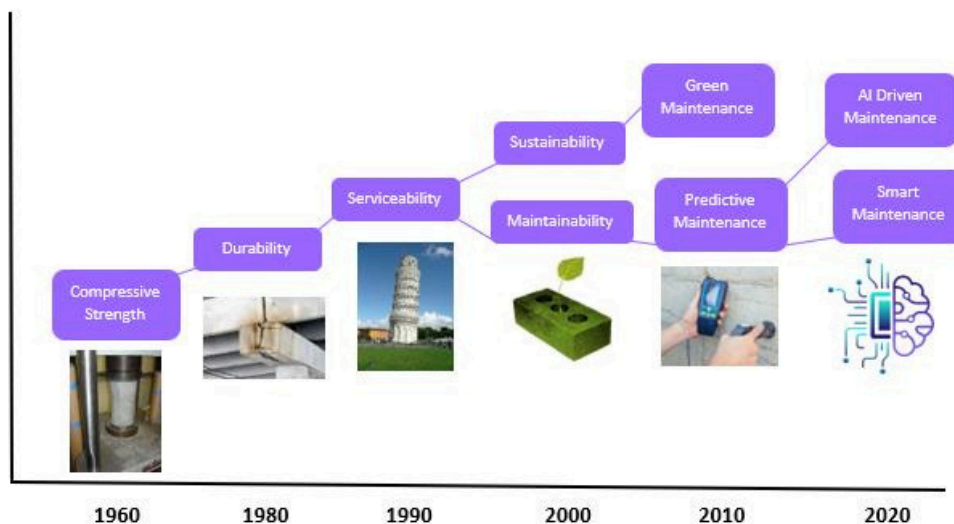 Green
Maintenance
AI Driven
Maintenance
Sustainability
Serviceability
Predictive
Maintenance
Smart
Maintenance
Maintainability
Durability
Compressive
Strength
1960
1980
1990
2000
2010
2020